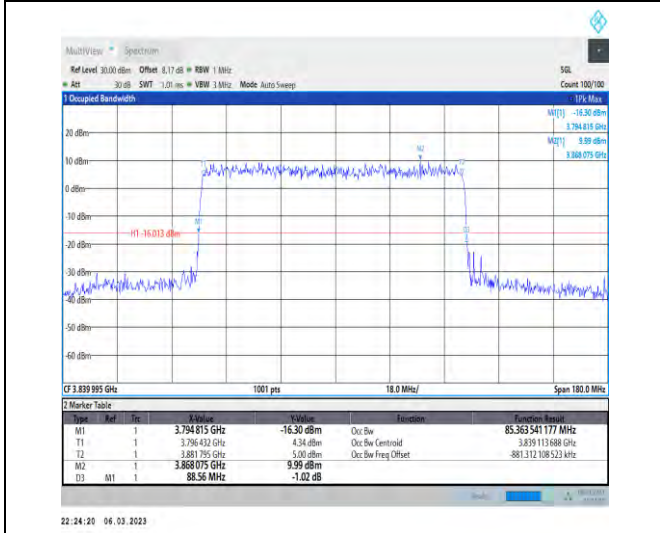 MultiView Spectrum
Ref Level 30.00 dBm Offset 8.17 dB RBW 1 MHz SGL
Att 30 dB SWT 1.01 ms VBW 3 MHz Mode Auto Sweep Count 100/100
1 Occupied Bandwidth 1Pk Max
M1[1] -16.30 dBm
3.794 815 GHz
M2[1] 9.99 dBm
3.868 075 GHz
20 dBm
10 dBm
0 dBm
-10 dBm
-20 dBm
-30 dBm
-40 dBm
-50 dBm
-60 dBm
M2
M1
H1 -16.013 dBm
CF 3.839 995 GHz 1001 pts 18.0 MHz/ Span 180.0 MHz
2 Marker Table
Type Ref Trc X-Value Y-Value Function Function Result
M1 1 3.794 815 GHz -16.30 dBm Occ Bw 85.363 541 177 MHz
T1 1 3.796 432 GHz 4.34 dBm Occ Bw Centroid 3.839 113 688 GHz
T2 1 3.881 795 GHz 5.00 dBm Occ Bw Freq Offset -881.312 108 523 kHz
M2 1 3.868 075 GHz 9.99 dBm
D3 M1 1 88.56 MHz -1.02 dB
22:24:20 06.03.2023